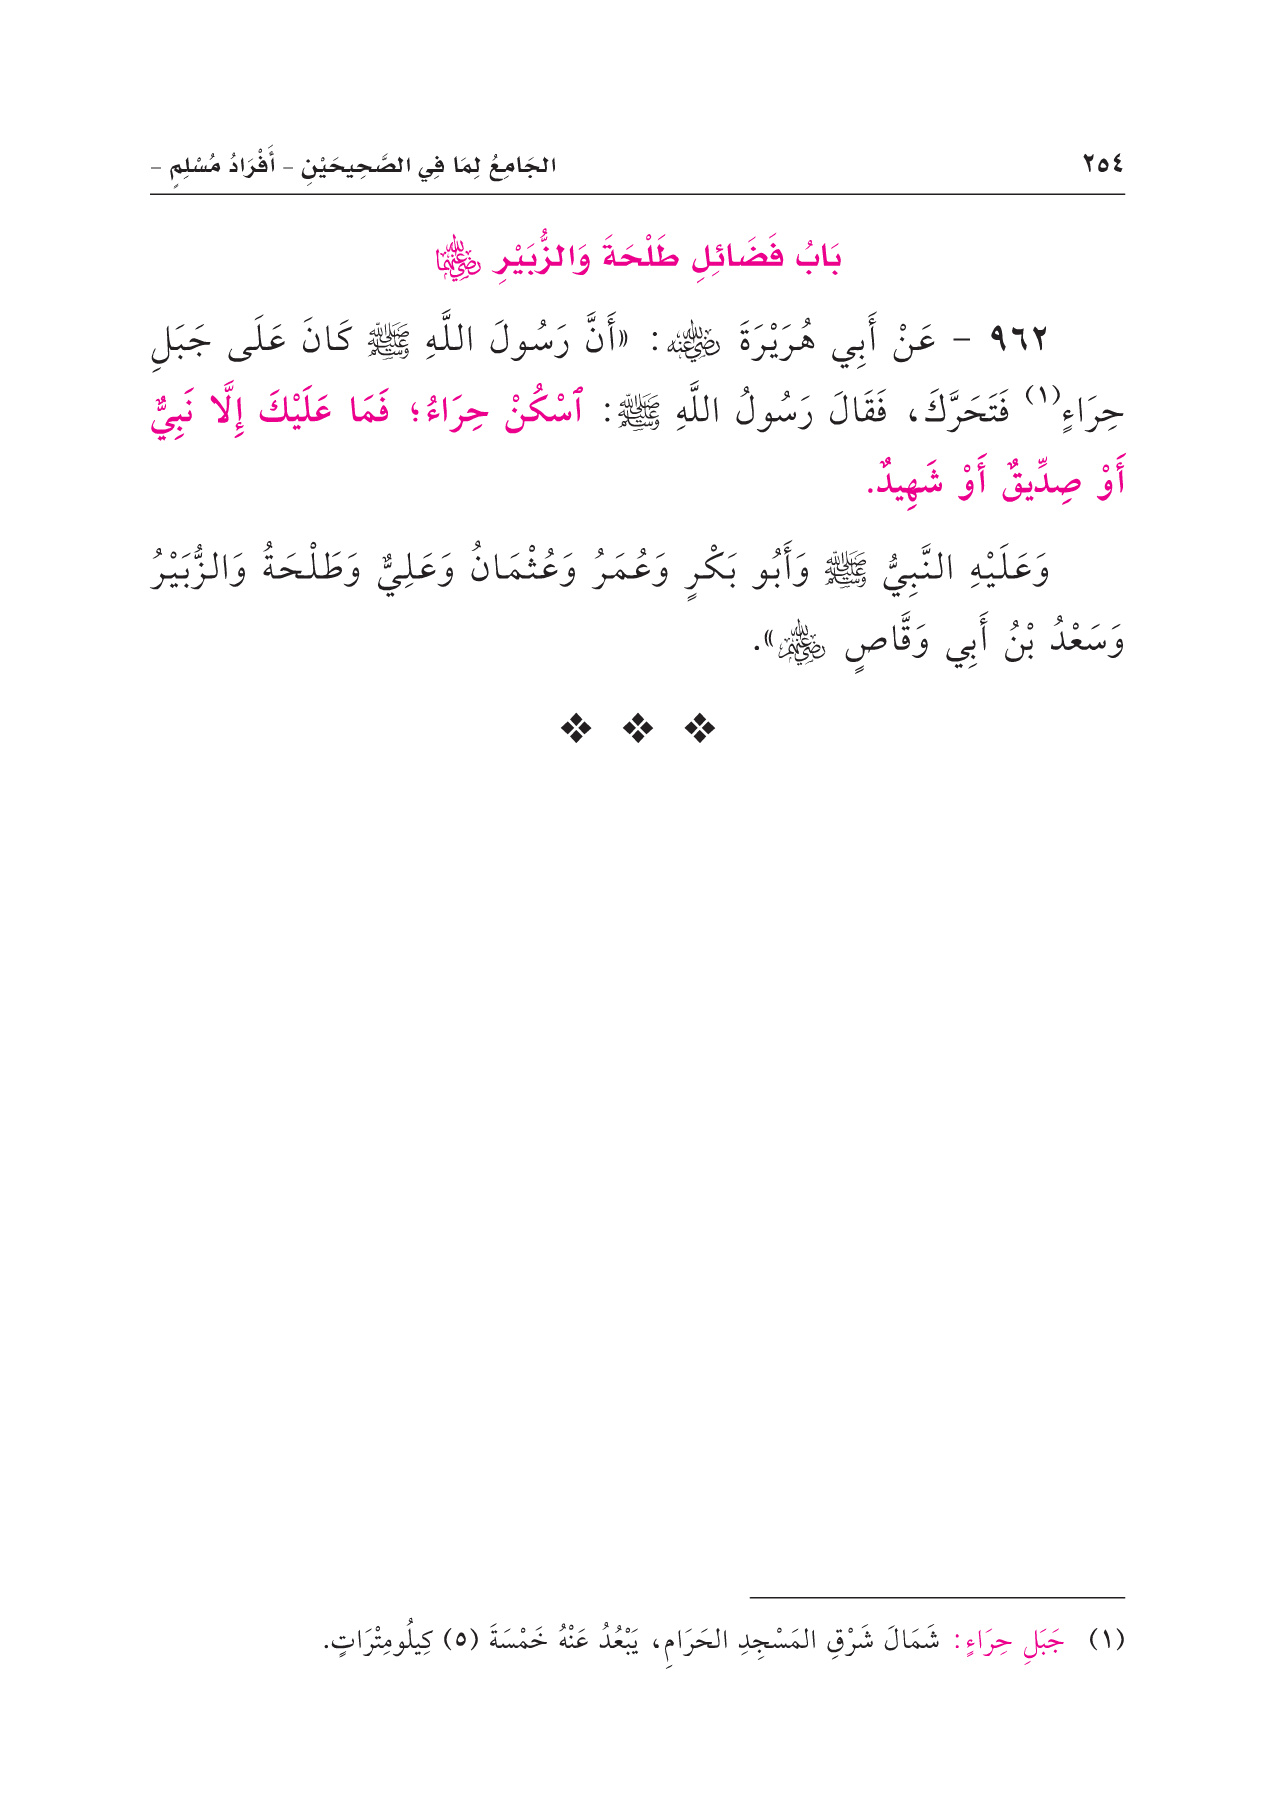 ٢٥٤
الجَامِعُ لِمَا فِي الصَّحِيحَيْنِ - أَفْرَادُ مُسْلِمٍ -
بَابُ فَضَائِلِ طَلْحَةَ وَالزُّبَيْرِ رضي الله عنهما
٩٦٢ - عَنْ أَبِي هُرَيْرَةَ رضي الله عنه: «أَنَّ رَسُولَ اللَّهِ ﷺ كَانَ عَلَى جَبَلِ
حِرَاءٍ(١) فَتَحَرَّكَ، فَقَالَ رَسُولُ اللَّهِ ﷺ: ٱسْكُنْ حِرَاءُ؛ فَمَا عَلَيْكَ إِلَّا نَبِيٌّ
أَوْ صِدِّيقٌ أَوْ شَهِيدٌ.
وَعَلَيْهِ النَّبِيُّ ﷺ وَأَبُو بَكْرٍ وَعُمَرُ وَعُثْمَانُ وَعَلِيٌّ وَطَلْحَةُ وَالزُّبَيْرُ
وَسَعْدُ بْنُ أَبِي وَقَّاصٍ رضي الله عنهم».
(١) جَبَلِ حِرَاءٍ: شَمَالَ شَرْقِ المَسْجِدِ الحَرَامِ، يَبْعُدُ عَنْهُ خَمْسَةَ (٥) كِيلُومِتْرَاتٍ.